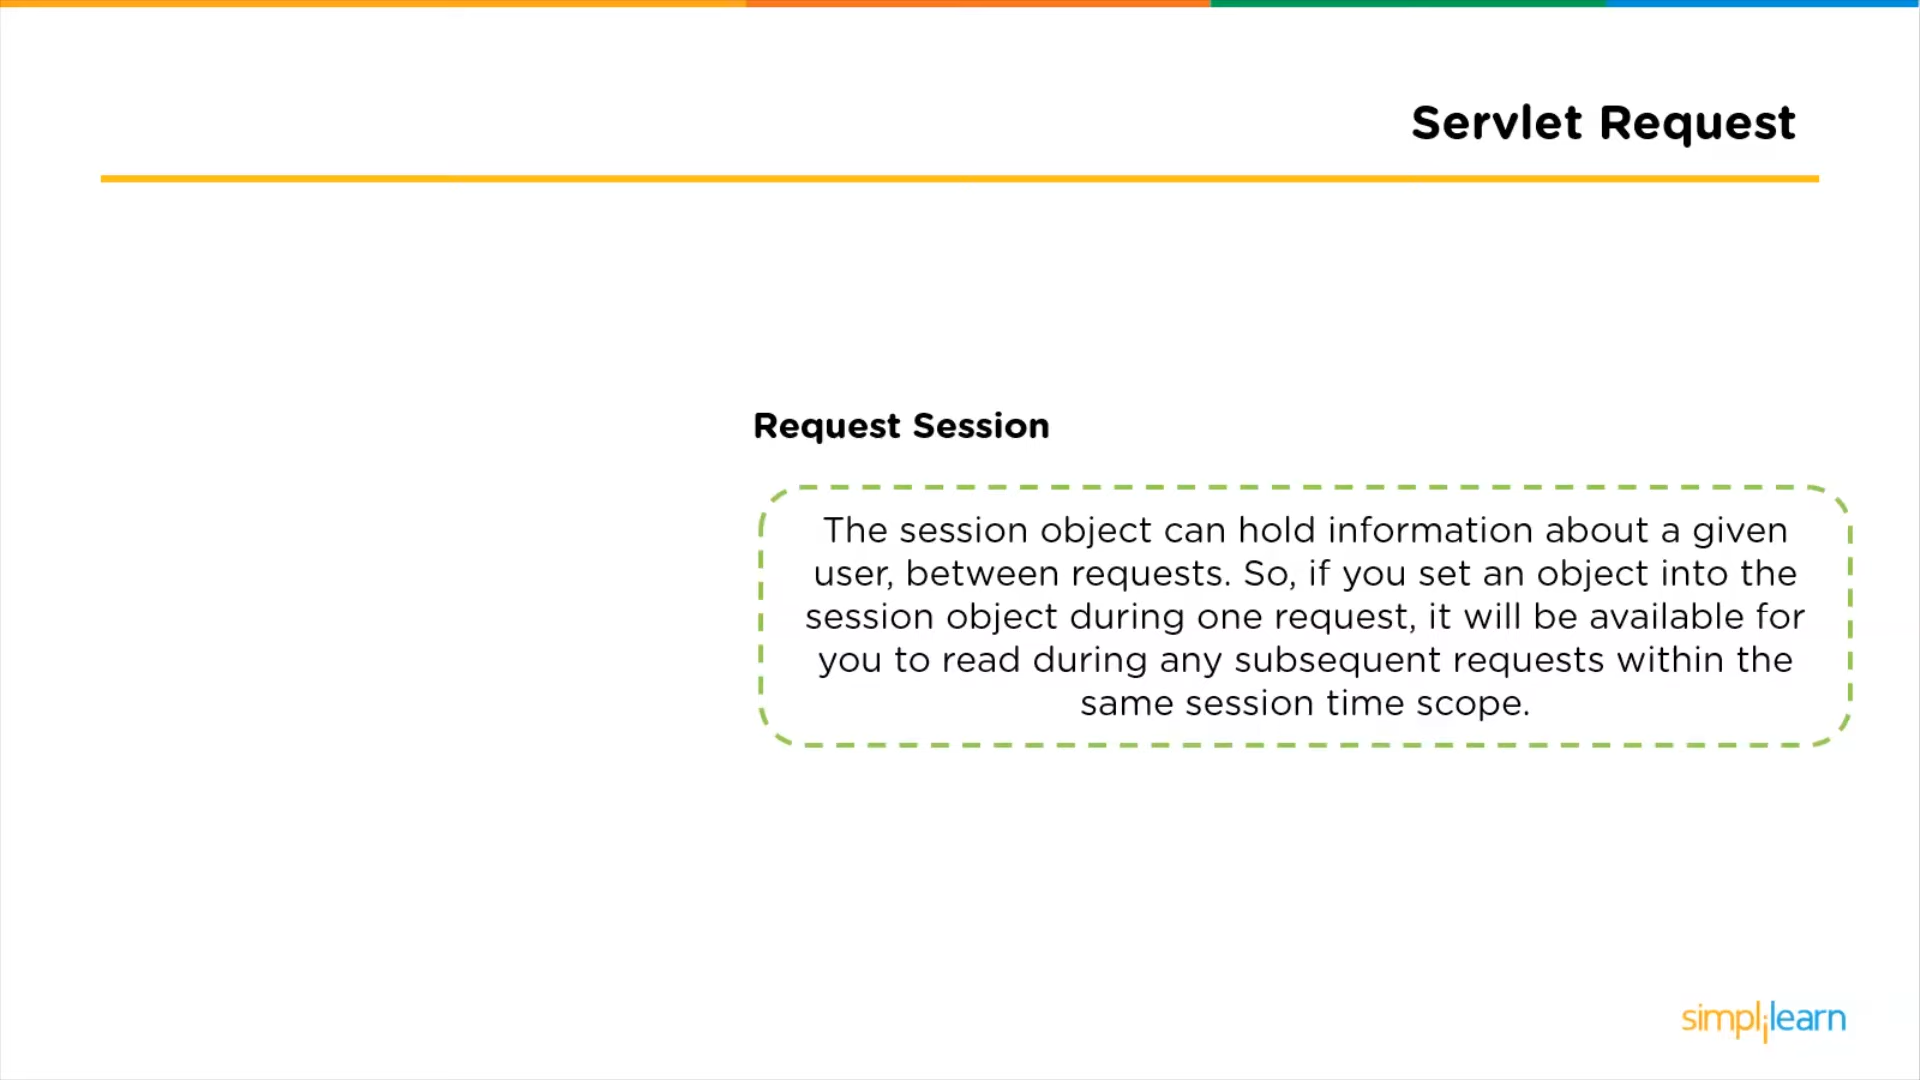 Servlet Request
Request Session
The session object can hold information about a given
user, between requests. So, if you set an object into the
session object during one request, it will be available for
you to read during any subsequent requests within the
same session time scope.
simplilearn